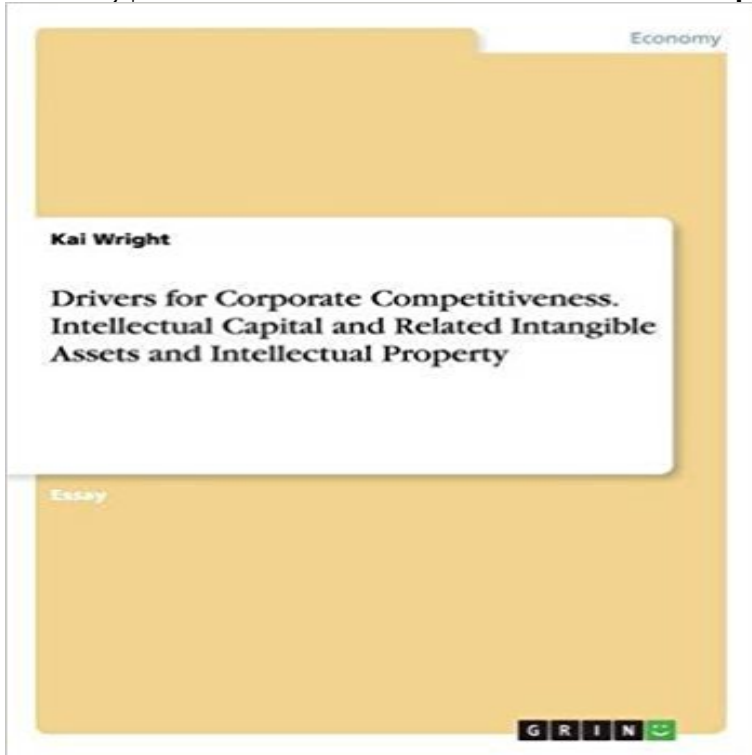 Economy
Kai Wright
Drivers for Corporate Competitiveness.
Intellectual Capital and Related Intangible
Assets and Intellectual Property
Essay
GRIN